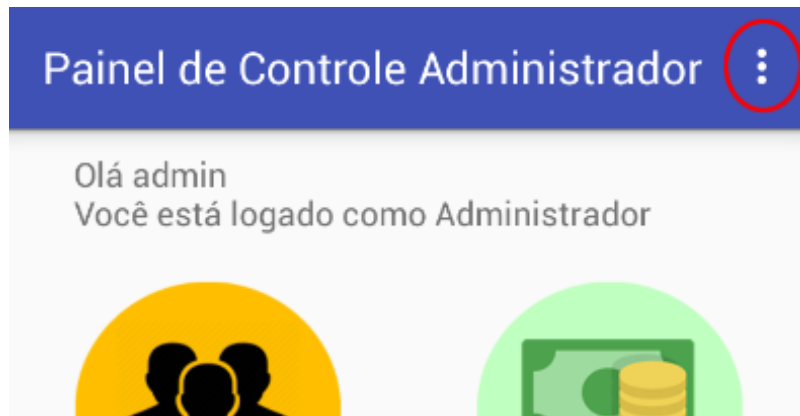 Painel de Controle Administrador
Olá admin
Você está logado como Administrador